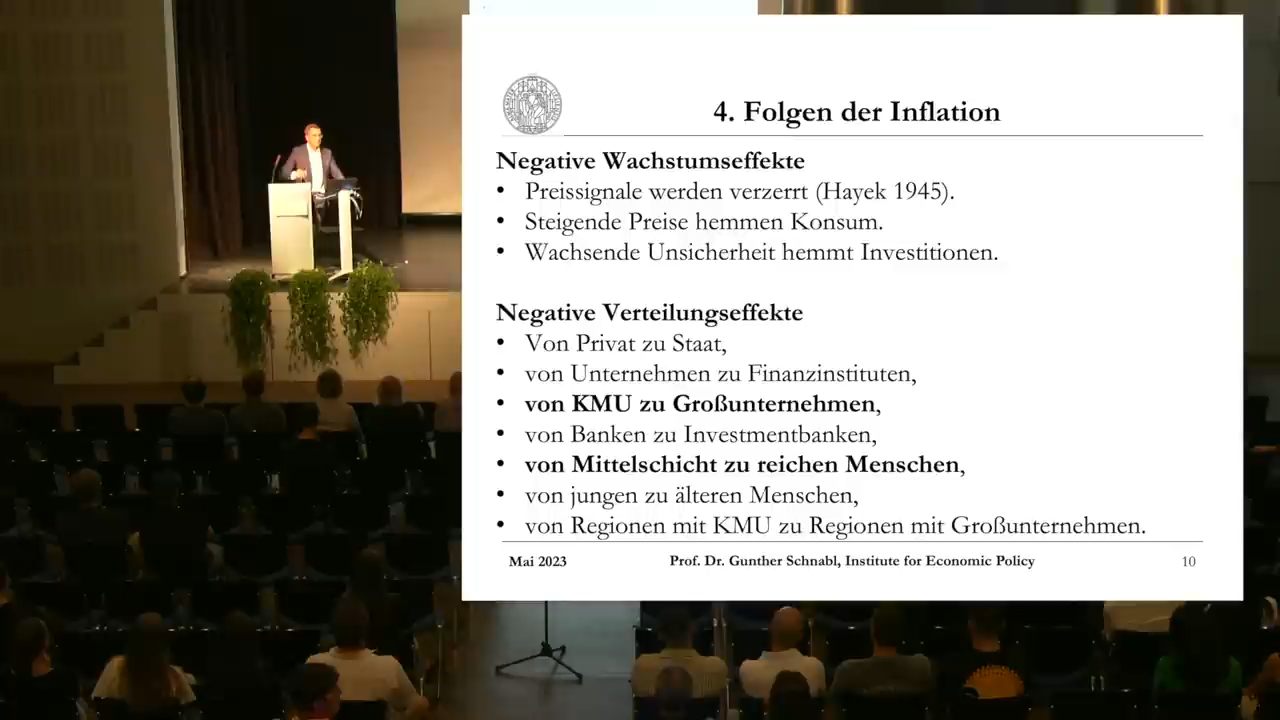 4. Folgen der Inflation
Negative Wachstumseffekte
• Preissignale werden verzerrt (Hayek 1945).
• Steigende Preise hemmen Konsum.
• Wachsende Unsicherheit hemmt Investitionen.
Negative Verteilungseffekte
• Von Privat zu Staat,
• von Unternehmen zu Finanzinstituten,
• von KMU zu Großunternehmen,
• von Banken zu Investmentbanken,
• von Mittelschicht zu reichen Menschen,
• von jungen zu älteren Menschen,
• von Regionen mit KMU zu Regionen mit Großunternehmen.
Mai 2023 Prof. Dr. Gunther Schnabl, Institute for Economic Policy 10